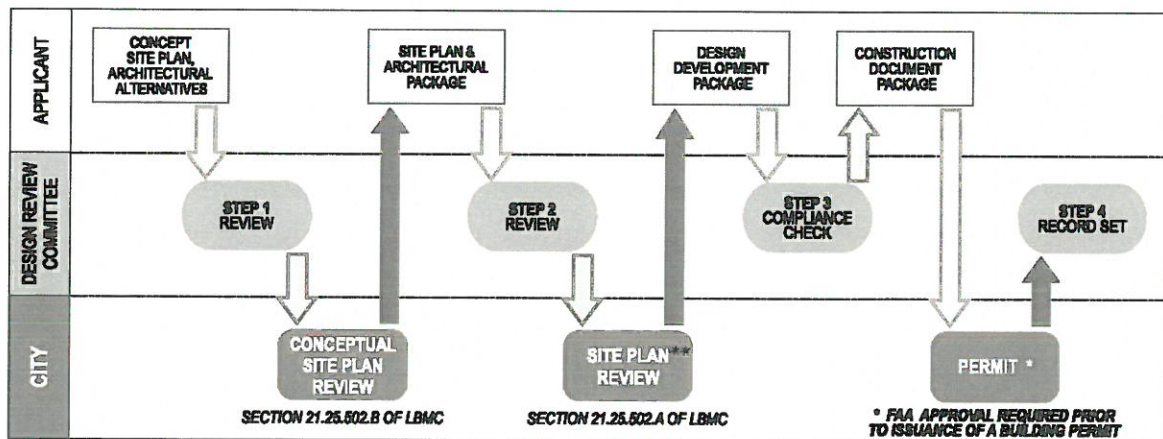 APPLICANT
CONCEPT
SITE PLAN,
ARCHITECTURAL
ALTERNATIVES
SITE PLAN &
ARCHITECTURAL
PACKAGE
DESIGN
DEVELOPMENT
PACKAGE
CONSTRUCTION
DOCUMENT
PACKAGE
DESIGN REVIEW
COMMITTEE
STEP 1
REVIEW
STEP 2
REVIEW
STEP 3
COMPLIANCE
CHECK
STEP 4
RECORD SET
CITY
CONCEPTUAL
SITE PLAN
REVIEW
SITE PLAN**
REVIEW
PERMIT *
SECTION 21.25.502.B OF LBMC
SECTION 21.25.502.A OF LBMC
* FAA APPROVAL REQUIRED PRIOR
TO ISSUANCE OF A BUILDING PERMIT